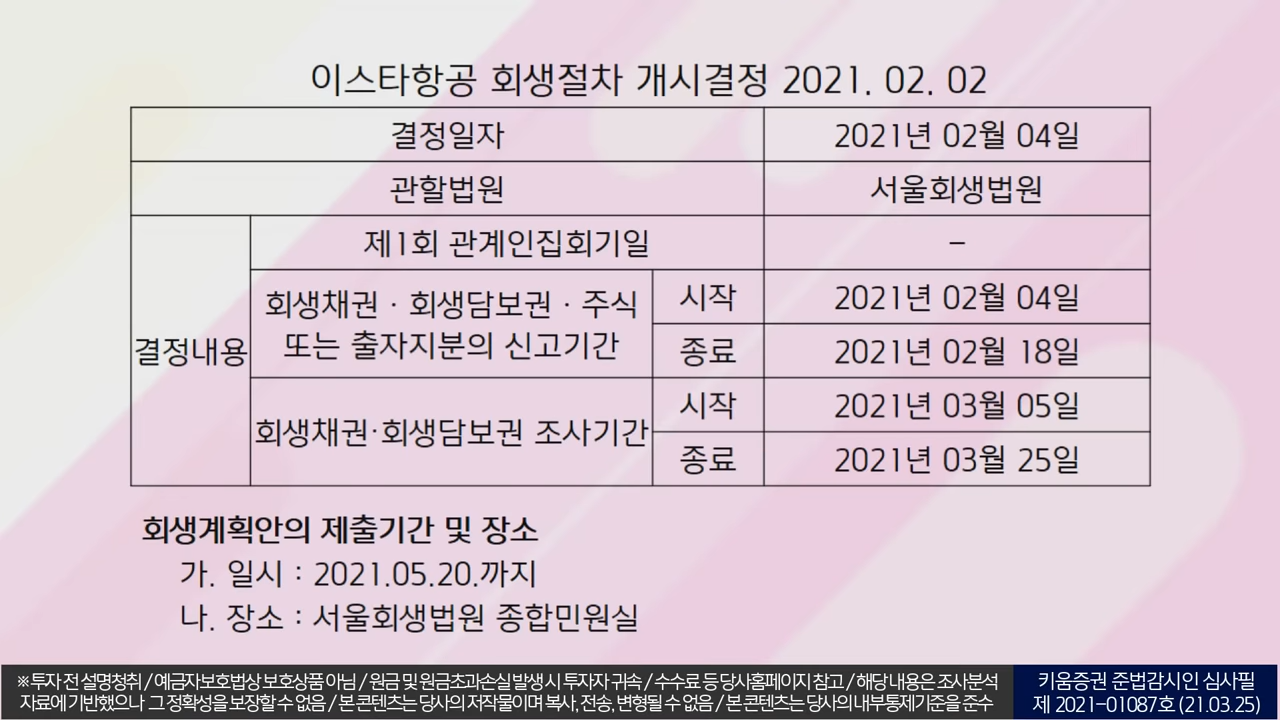 이스타항공 회생절차 개시결정 2021. 02. 02
결정일자 2021년 02월 04일
관할법원 서울회생법원
제1회 관계인집회기일 –
회생채권 · 회생담보권 · 주식
또는 출자지분의 신고기간
시작 2021년 02월 04일
종료 2021년 02월 18일
결정내용
회생채권·회생담보권 조사기간
시작 2021년 03월 05일
종료 2021년 03월 25일
회생계획안의 제출기간 및 장소
가. 일시 : 2021.05.20.까지
나. 장소 : 서울회생법원 종합민원실
※투자 전 설명청취 / 예금자보호법상 보호상품 아님 / 원금 및 원금초과손실 발생 시 투자자 귀속 / 수수료 등 당사홈페이지 참고 / 해당 내용은 조사분석
자료에 기반했으나 그 정확성을 보장할 수 없음 / 본 콘텐츠는 당사의 저작물이며 복사, 전송, 변형될 수 없음 / 본 콘텐츠는 당사의 내부통제기준을 준수
키움증권 준법감시인 심사필
제 2021-01087호 (21.03.25)